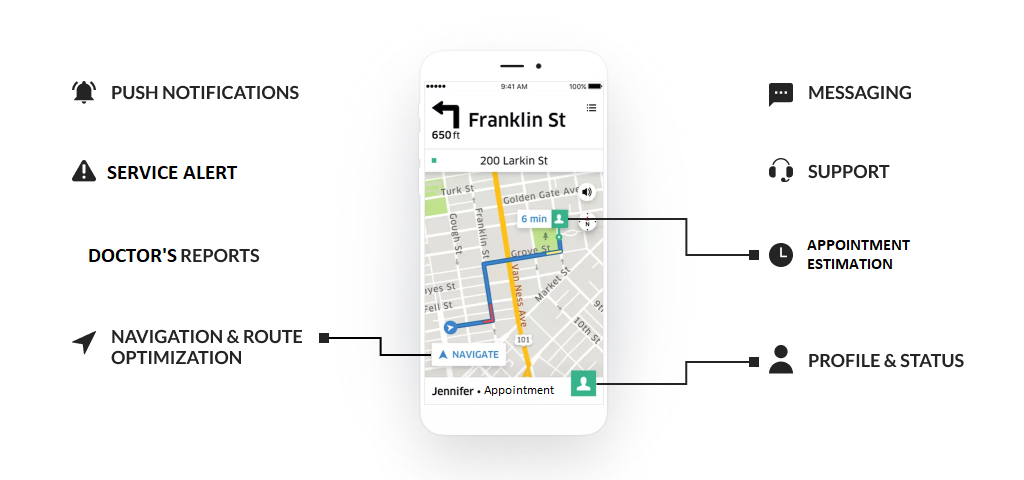 PUSH NOTIFICATIONS
SERVICE ALERT
DOCTOR'S REPORTS
NAVIGATION & ROUTE
OPTIMIZATION
9:41 AM
100%
Franklin St
650 ft
200 Larkin St
Turk St
Golden Gate Ave
6 min
N
Gough St
Franklin St
Grove St
Van Ness Ave
Market St
ayes St
Fell St
9th
10th St
101
NAVIGATE
Jennifer • Appointment
MESSAGING
SUPPORT
APPOINTMENT
ESTIMATION
PROFILE & STATUS